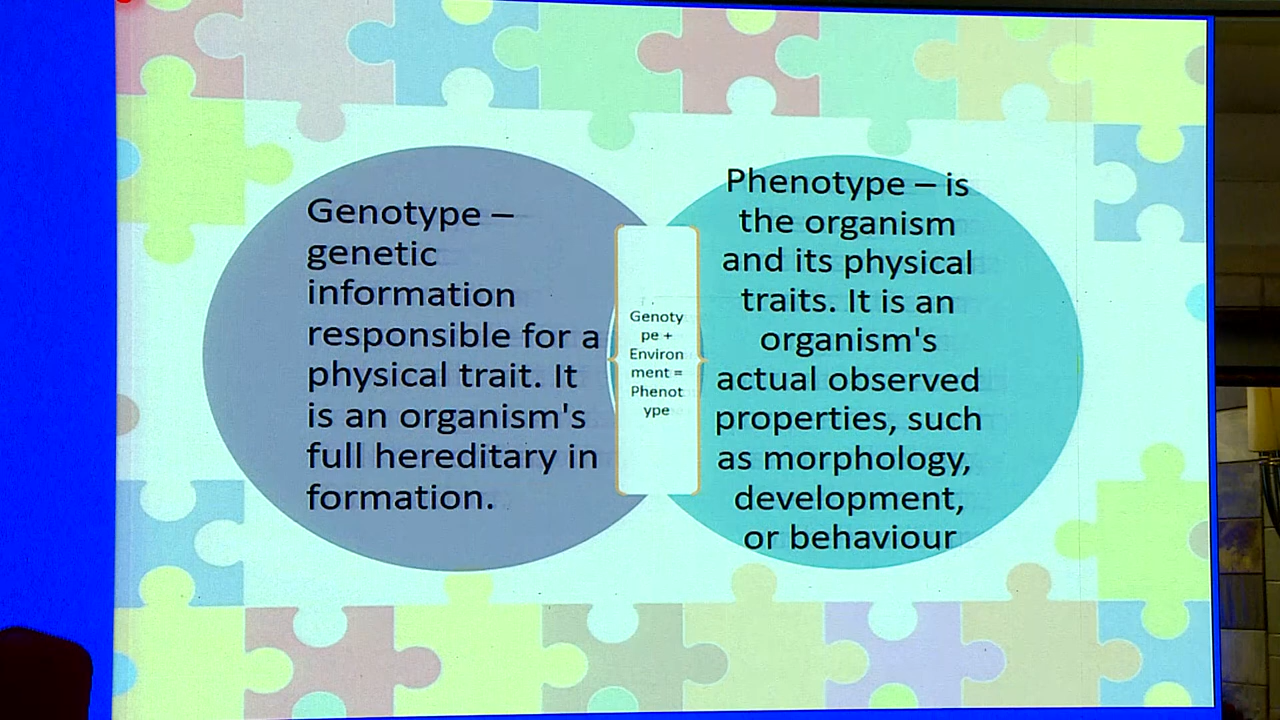 Genotype –
genetic
information
responsible for a
physical trait. It
is an organism's
full hereditary in
formation.
Genoty
pe +
Environ
ment =
Phenot
ype
Phenotype – is
the organism
and its physical
traits. It is an
organism's
actual observed
properties, such
as morphology,
development,
or behaviour